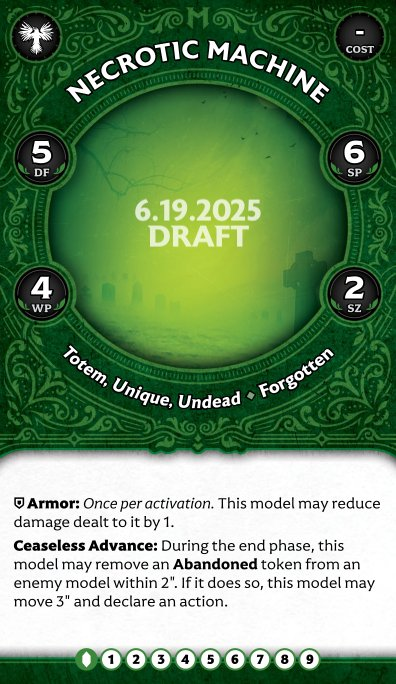 -
COST
NECROTIC MACHINE
5
DF
6
SP
6.19.2025
DRAFT
4
WP
2
SZ
Totem, Unique, Undead ◆ Forgotten
Armor: Once per activation. This model may reduce
damage dealt to it by 1.
Ceaseless Advance: During the end phase, this
model may remove an Abandoned token from an
enemy model within 2". If it does so, this model may
move 3" and declare an action.
1 2 3 4 5 6 7 8 9